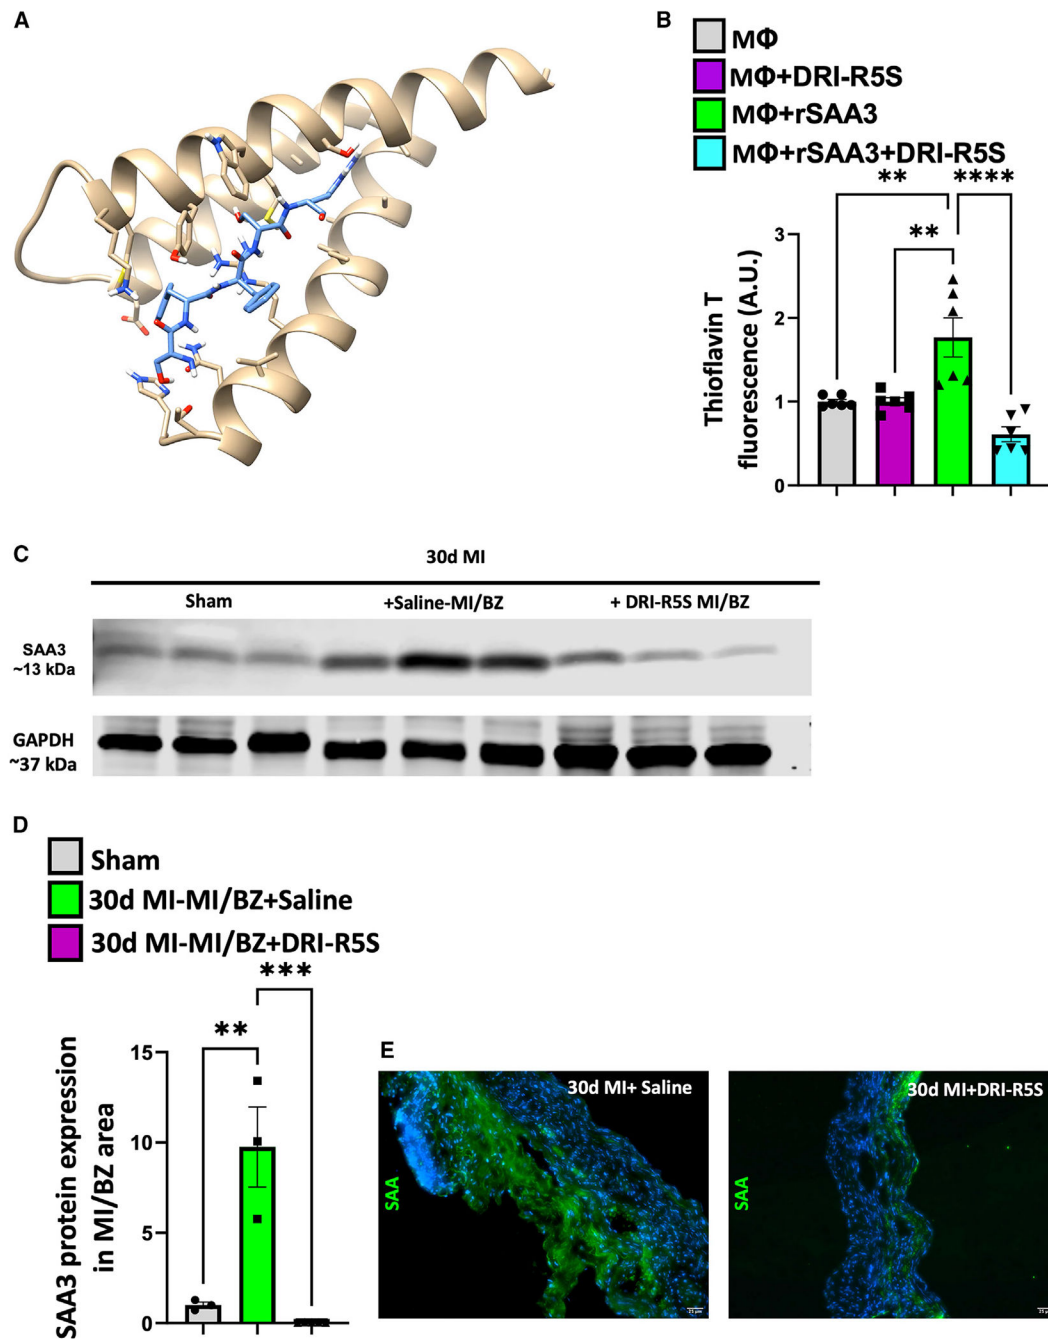 A
B
MΦ
MΦ+DRI-R5S
MΦ+rSAA3
MΦ+rSAA3+DRI-R5S
** ****
**
Thioflavin T
fluorescence (A.U.)
3
2
1
0
C
30d MI
Sham +Saline-MI/BZ + DRI-R5S MI/BZ
SAA3
~13 kDa
GAPDH
~37 kDa
D
Sham
30d MI-MI/BZ+Saline
30d MI-MI/BZ+DRI-R5S
***
**
SAA3 protein expression
in MI/BZ area
15
10
5
0
E
30d MI+ Saline
SAA
30d MI+DRI-R5S
SAA